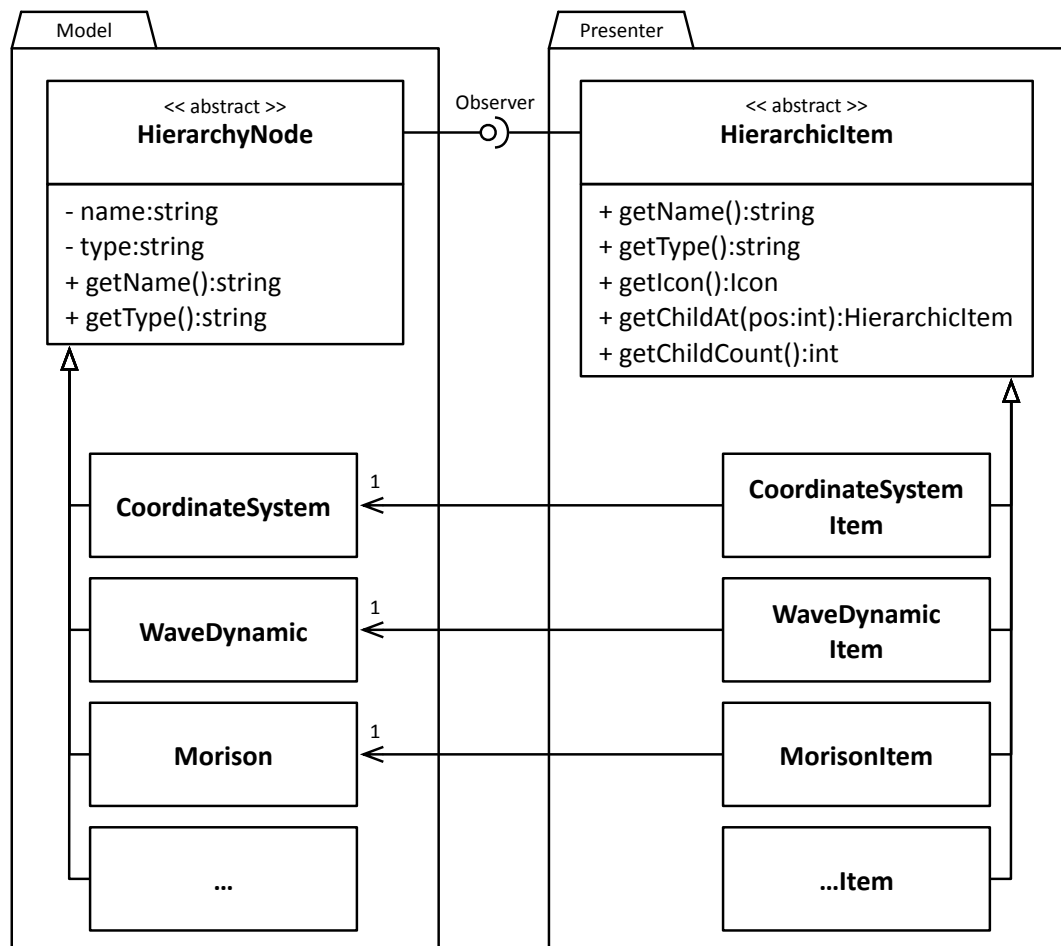 Model
Presenter
<< abstract >>
HierarchyNode
- name:string
- type:string
+ getName():string
+ getType():string
Observer
<< abstract >>
HierarchicItem
+ getName():string
+ getType():string
+ getIcon():Icon
+ getChildAt(pos:int):HierarchicItem
+ getChildCount():int
CoordinateSystem
1
CoordinateSystem
Item
WaveDynamic
1
WaveDynamic
Item
Morison
1
MorisonItem
...
...Item